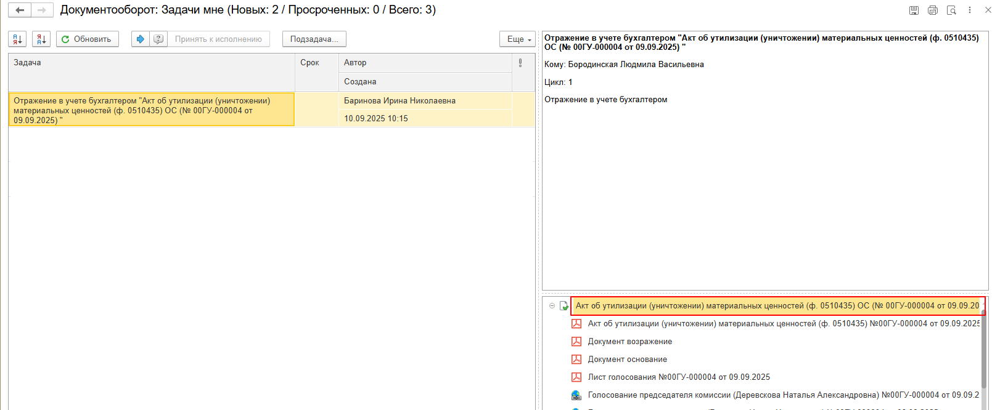 Документооборот: Задачи мне (Новых: 2 / Просроченных: 0 / Всего: 3)
Обновить
Принять к исполнению
Подзадача...
Еще
Задача
Срок
Автор
Создана
Отражение в учете бухгалтером "Акт об утилизации (уничтожении)
материальных ценностей (ф. 0510435) ОС (№ 00ГУ-000004 от
09.09.2025) "
Баринова Ирина Николаевна
10.09.2025 10:15
Отражение в учете бухгалтером "Акт об утилизации (уничтожении) материальных ценностей (ф. 0510435)
ОС (№ 00ГУ-000004 от 09.09.2025) "
Кому: Бородинская Людмила Васильевна
Цикл: 1
Отражение в учете бухгалтером
Акт об утилизации (уничтожении) материальных ценностей (ф. 0510435) ОС (№ 00ГУ-000004 от 09.09.20
Акт об утилизации (уничтожении) материальных ценностей (ф. 0510435) №00ГУ-000004 от 09.09.2025
Документ возражение
Документ основание
Лист голосования №00ГУ-000004 от 09.09.2025
Голосование председателя комиссии (Деревскова Наталья Александровна) №00ГУ-000004 от 09.09.2